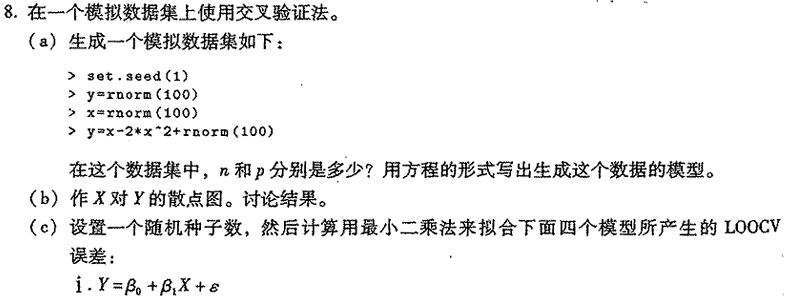 8. 在一个模拟数据集上使用交叉验证法。
(a) 生成一个模拟数据集如下：
> set.seed(1)
> y=rnorm(100)
> x=rnorm(100)
> y=x-2*x^2+rnorm(100)
在这个数据集中，n 和 p 分别是多少？用方程的形式写出生成这个数据的模型。
(b) 作 X 对 Y 的散点图。讨论结果。
(c) 设置一个随机种子数，然后计算用最小二乘法来拟合下面四个模型所产生的 LOOCV
误差：
i. Y=β₀+β₁X+ε